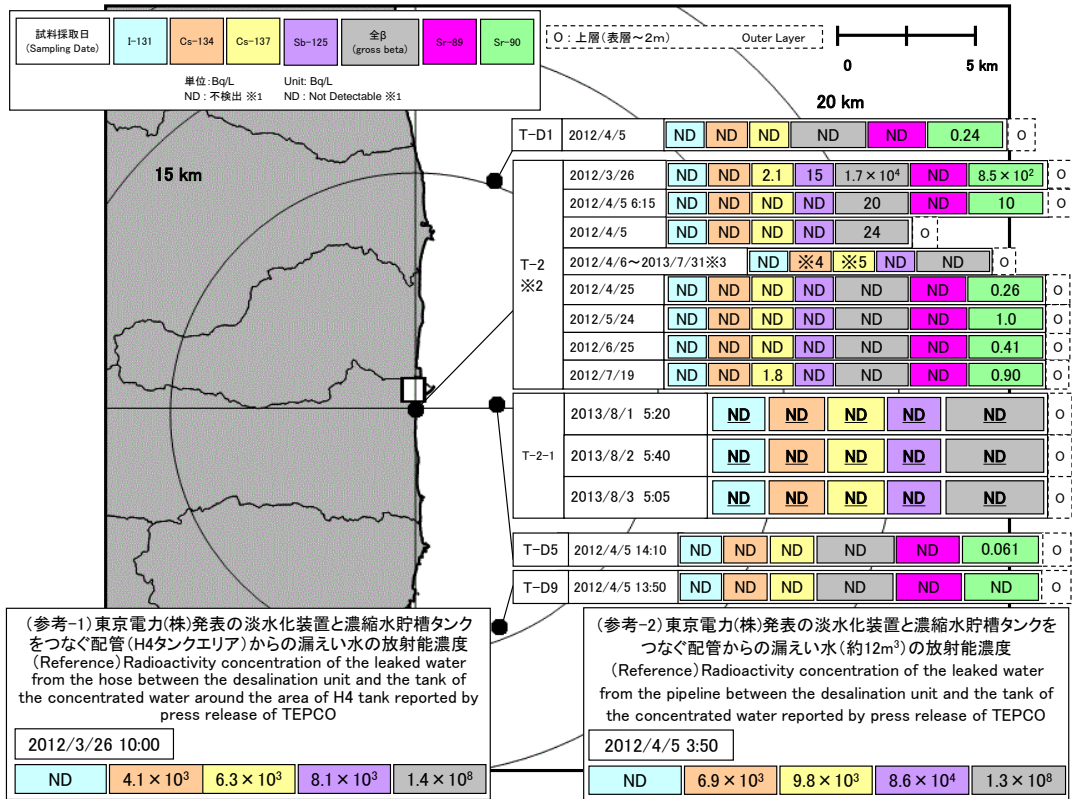 試料採取日 I-131 Cs-134 Cs-137 Sb-125 全β Sr-89 Sr-90
(Sampling Date) (gross beta)
単位:Bq/L Unit: Bq/L
ND : 不検出 ※1 ND : Not Detectable ※1
O : 上層(表層～2m) Outer Layer
0 5 km
20 km
15 km
T-D1 2012/4/5 ND ND ND ND ND 0.24 O
T-2
※2
2012/3/26 ND ND 2.1 15 1.7×10⁴ ND 8.5×10² O
2012/4/5 6:15 ND ND ND ND 20 ND 10 O
2012/4/5 ND ND ND ND 24 O
2012/4/6～2013/7/31※3 ND ※4 ※5 ND ND O
2012/4/25 ND ND ND ND ND ND 0.26 O
2012/5/24 ND ND ND ND ND ND 1.0 O
2012/6/25 ND ND ND ND ND ND 0.41 O
2012/7/19 ND ND 1.8 ND ND ND 0.90 O
T-2-1
2013/8/1 5:20 ND ND ND ND ND O
2013/8/2 5:40 ND ND ND ND ND O
2013/8/3 5:05 ND ND ND ND ND O
T-D5 2012/4/5 14:10 ND ND ND ND ND 0.061 O
T-D9 2012/4/5 13:50 ND ND ND ND ND ND O
(参考-1)東京電力(株)発表の淡水化装置と濃縮水貯槽タンク
をつなぐ配管(H4タンクエリア)からの漏えい水の放射能濃度
(Reference) Radioactivity concentration of the leaked water
from the hose between the desalination unit and the tank of
the concentrated water around the area of H4 tank reported by
press release of TEPCO
2012/3/26 10:00
ND 4.1×10³ 6.3×10³ 8.1×10³ 1.4×10⁸
(参考-2)東京電力(株)発表の淡水化装置と濃縮水貯槽タンクを
つなぐ配管からの漏えい水(約12m³)の放射能濃度
(Reference) Radioactivity concentration of the leaked water
from the pipeline between the desalination unit and the tank of
the concentrated water reported by press release of TEPCO
2012/4/5 3:50
ND 6.9×10³ 9.8×10³ 8.6×10⁴ 1.3×10⁸